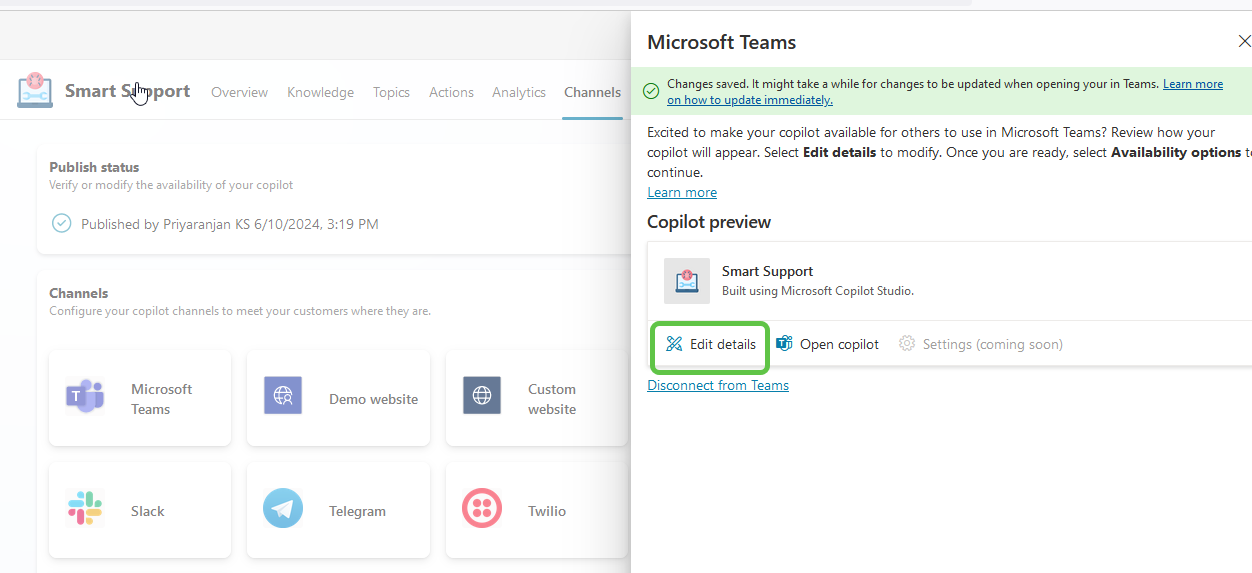 Smart Support
Overview
Knowledge
Topics
Actions
Analytics
Channels
Publish status
Verify or modify the availability of your copilot
Published by Priyaranjan KS 6/10/2024, 3:19 PM
Channels
Configure your copilot channels to meet your customers where they are.
Microsoft
Teams
Demo website
Custom
website
Slack
Telegram
Twilio
Microsoft Teams
Changes saved. It might take a while for changes to be updated when opening your in Teams. Learn more
on how to update immediately.
Excited to make your copilot available for others to use in Microsoft Teams? Review how your
copilot will appear. Select Edit details to modify. Once you are ready, select Availability options to
continue.
Learn more
Copilot preview
Smart Support
Built using Microsoft Copilot Studio.
Edit details
Open copilot
Settings (coming soon)
Disconnect from Teams